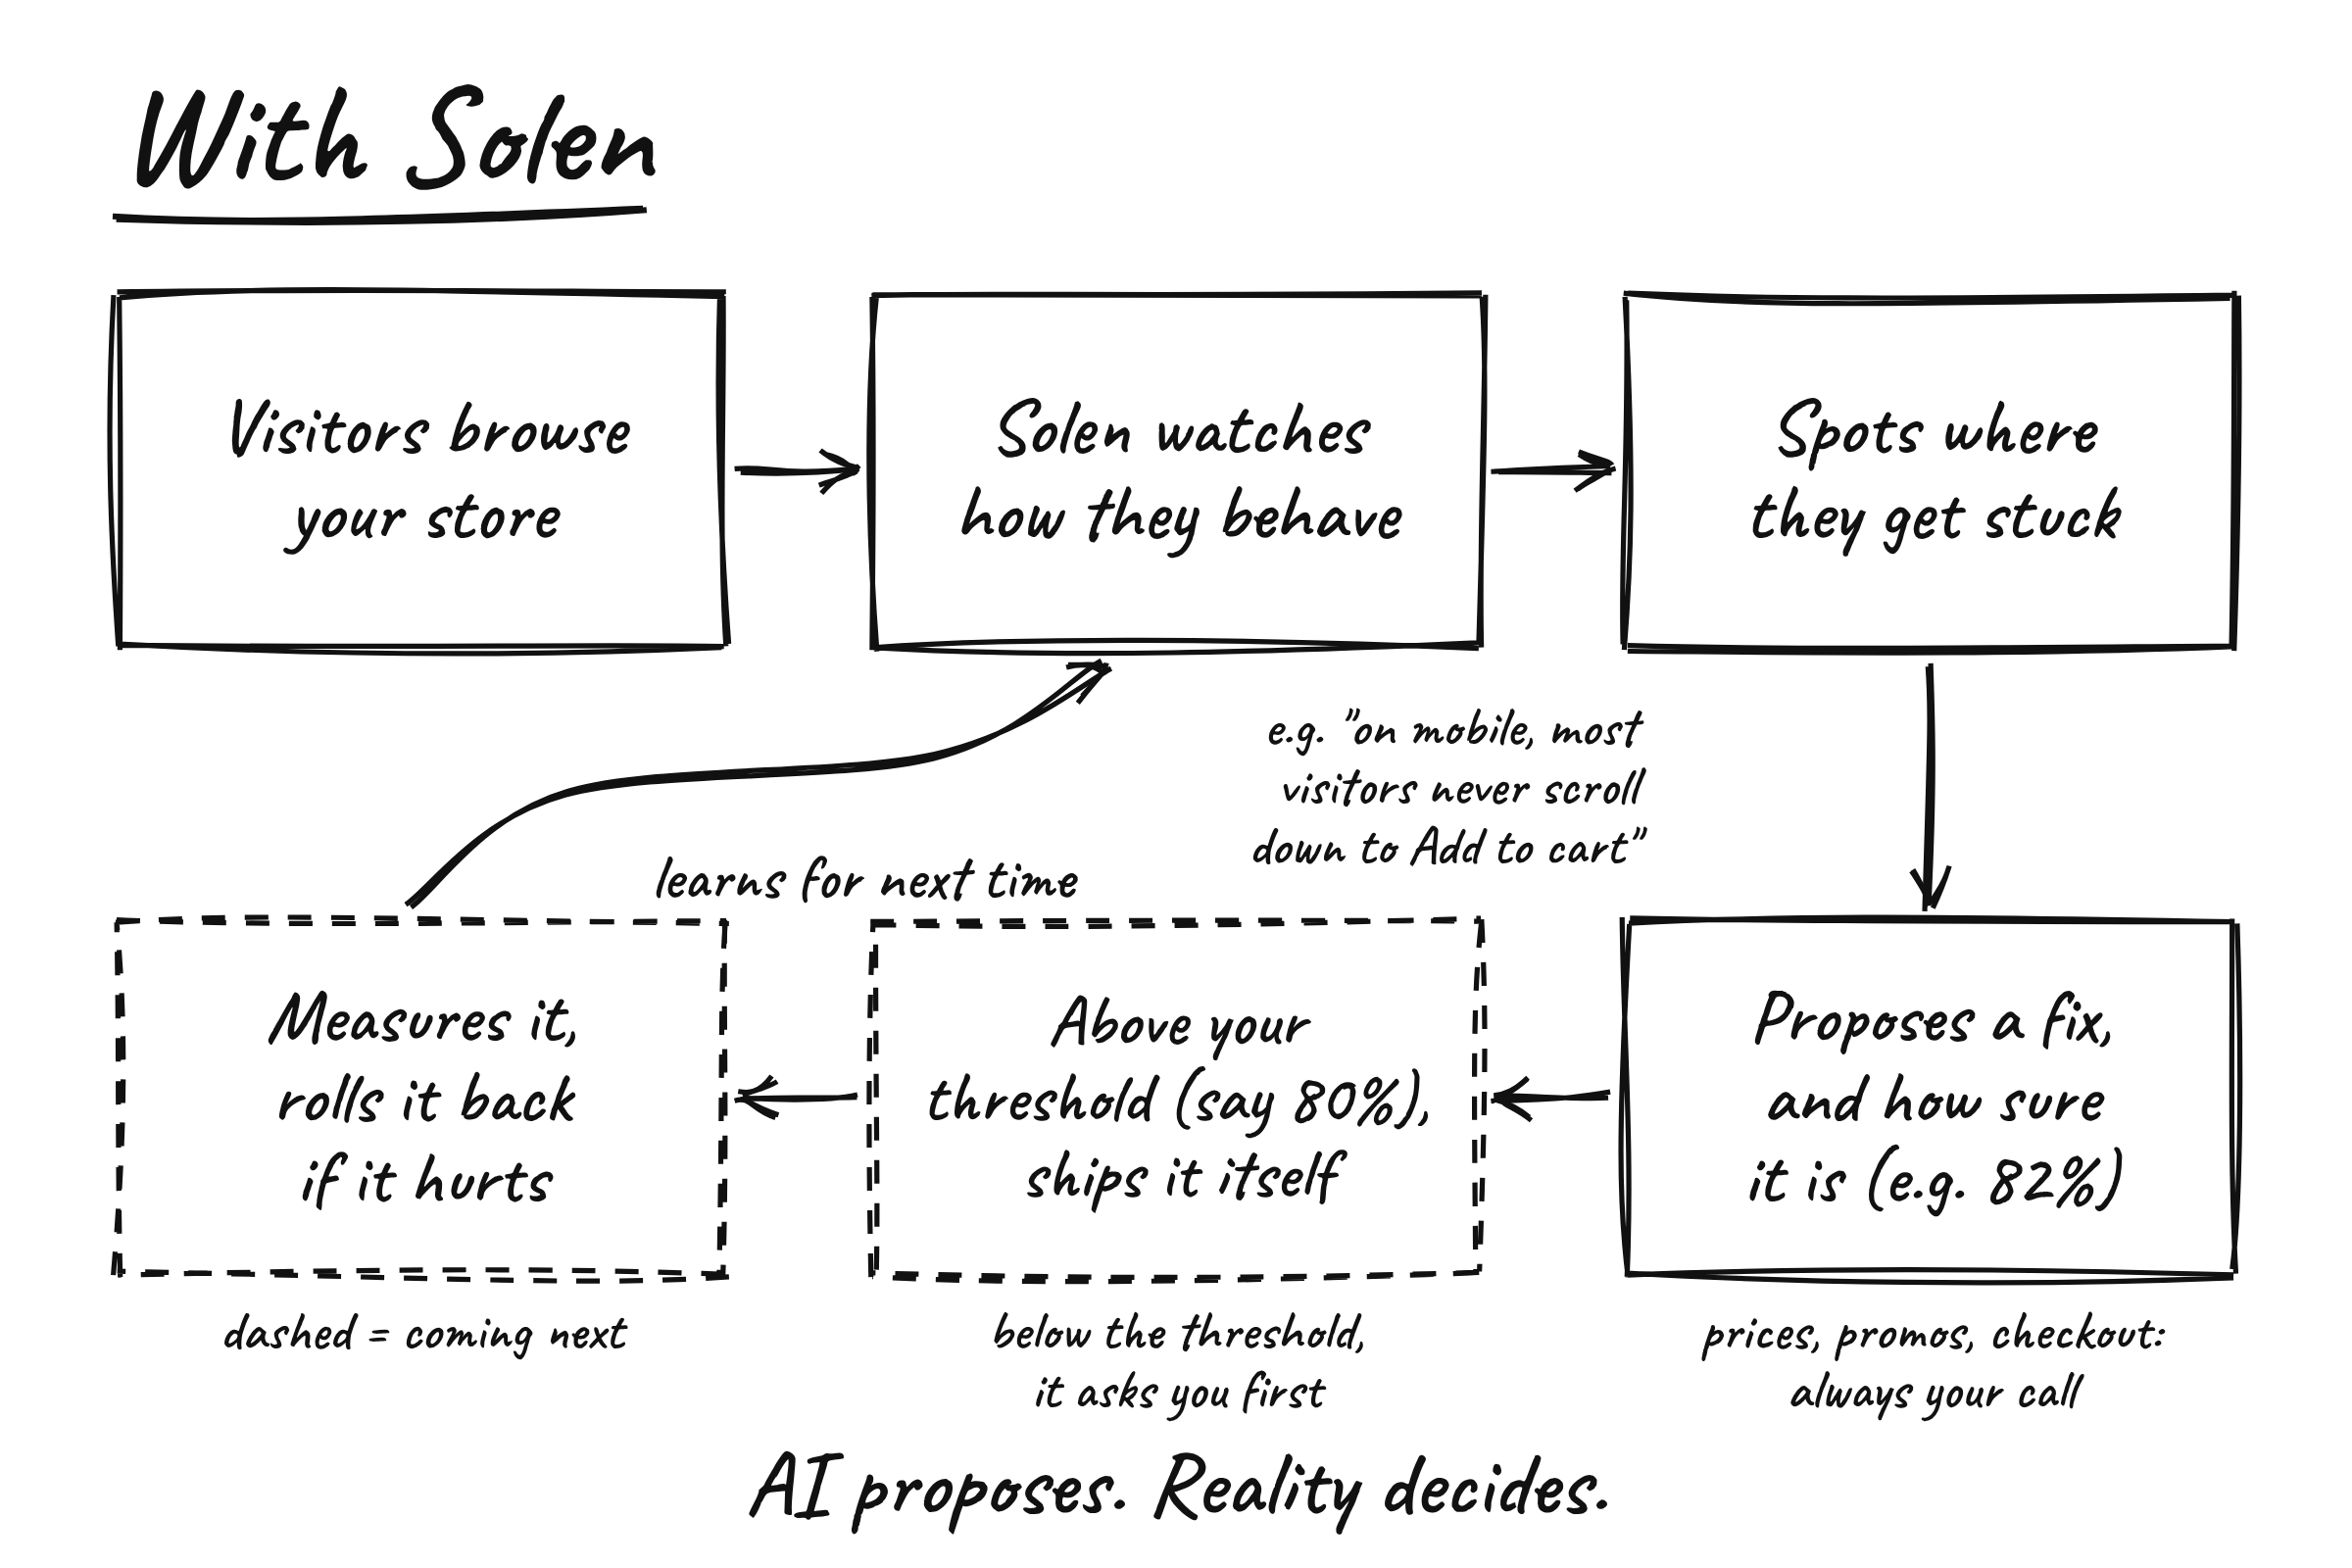 With Solen
Visitors browse
your store
Solen watches
how they behave
Spots where
they get stuck
e.g. "on mobile, most
visitors never scroll
down to Add to cart"
Proposes a fix,
and how sure
it is (e.g. 82%)
prices, promos, checkout:
always your call
Above your
threshold (say 80%),
ships it itself
below the threshold,
it asks you first
Measures it,
rolls it back
if it hurts
dashed = coming next
learns for next time
AI proposes. Reality decides.